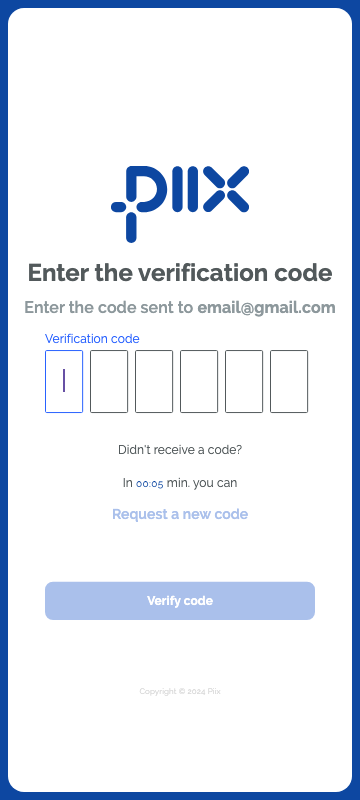 piix
Enter the verification code
Enter the code sent to email@gmail.com
Verification code
Didn't receive a code?
In 00:05 min. you can
Request a new code
Verify code
Copyright © 2024 Piix